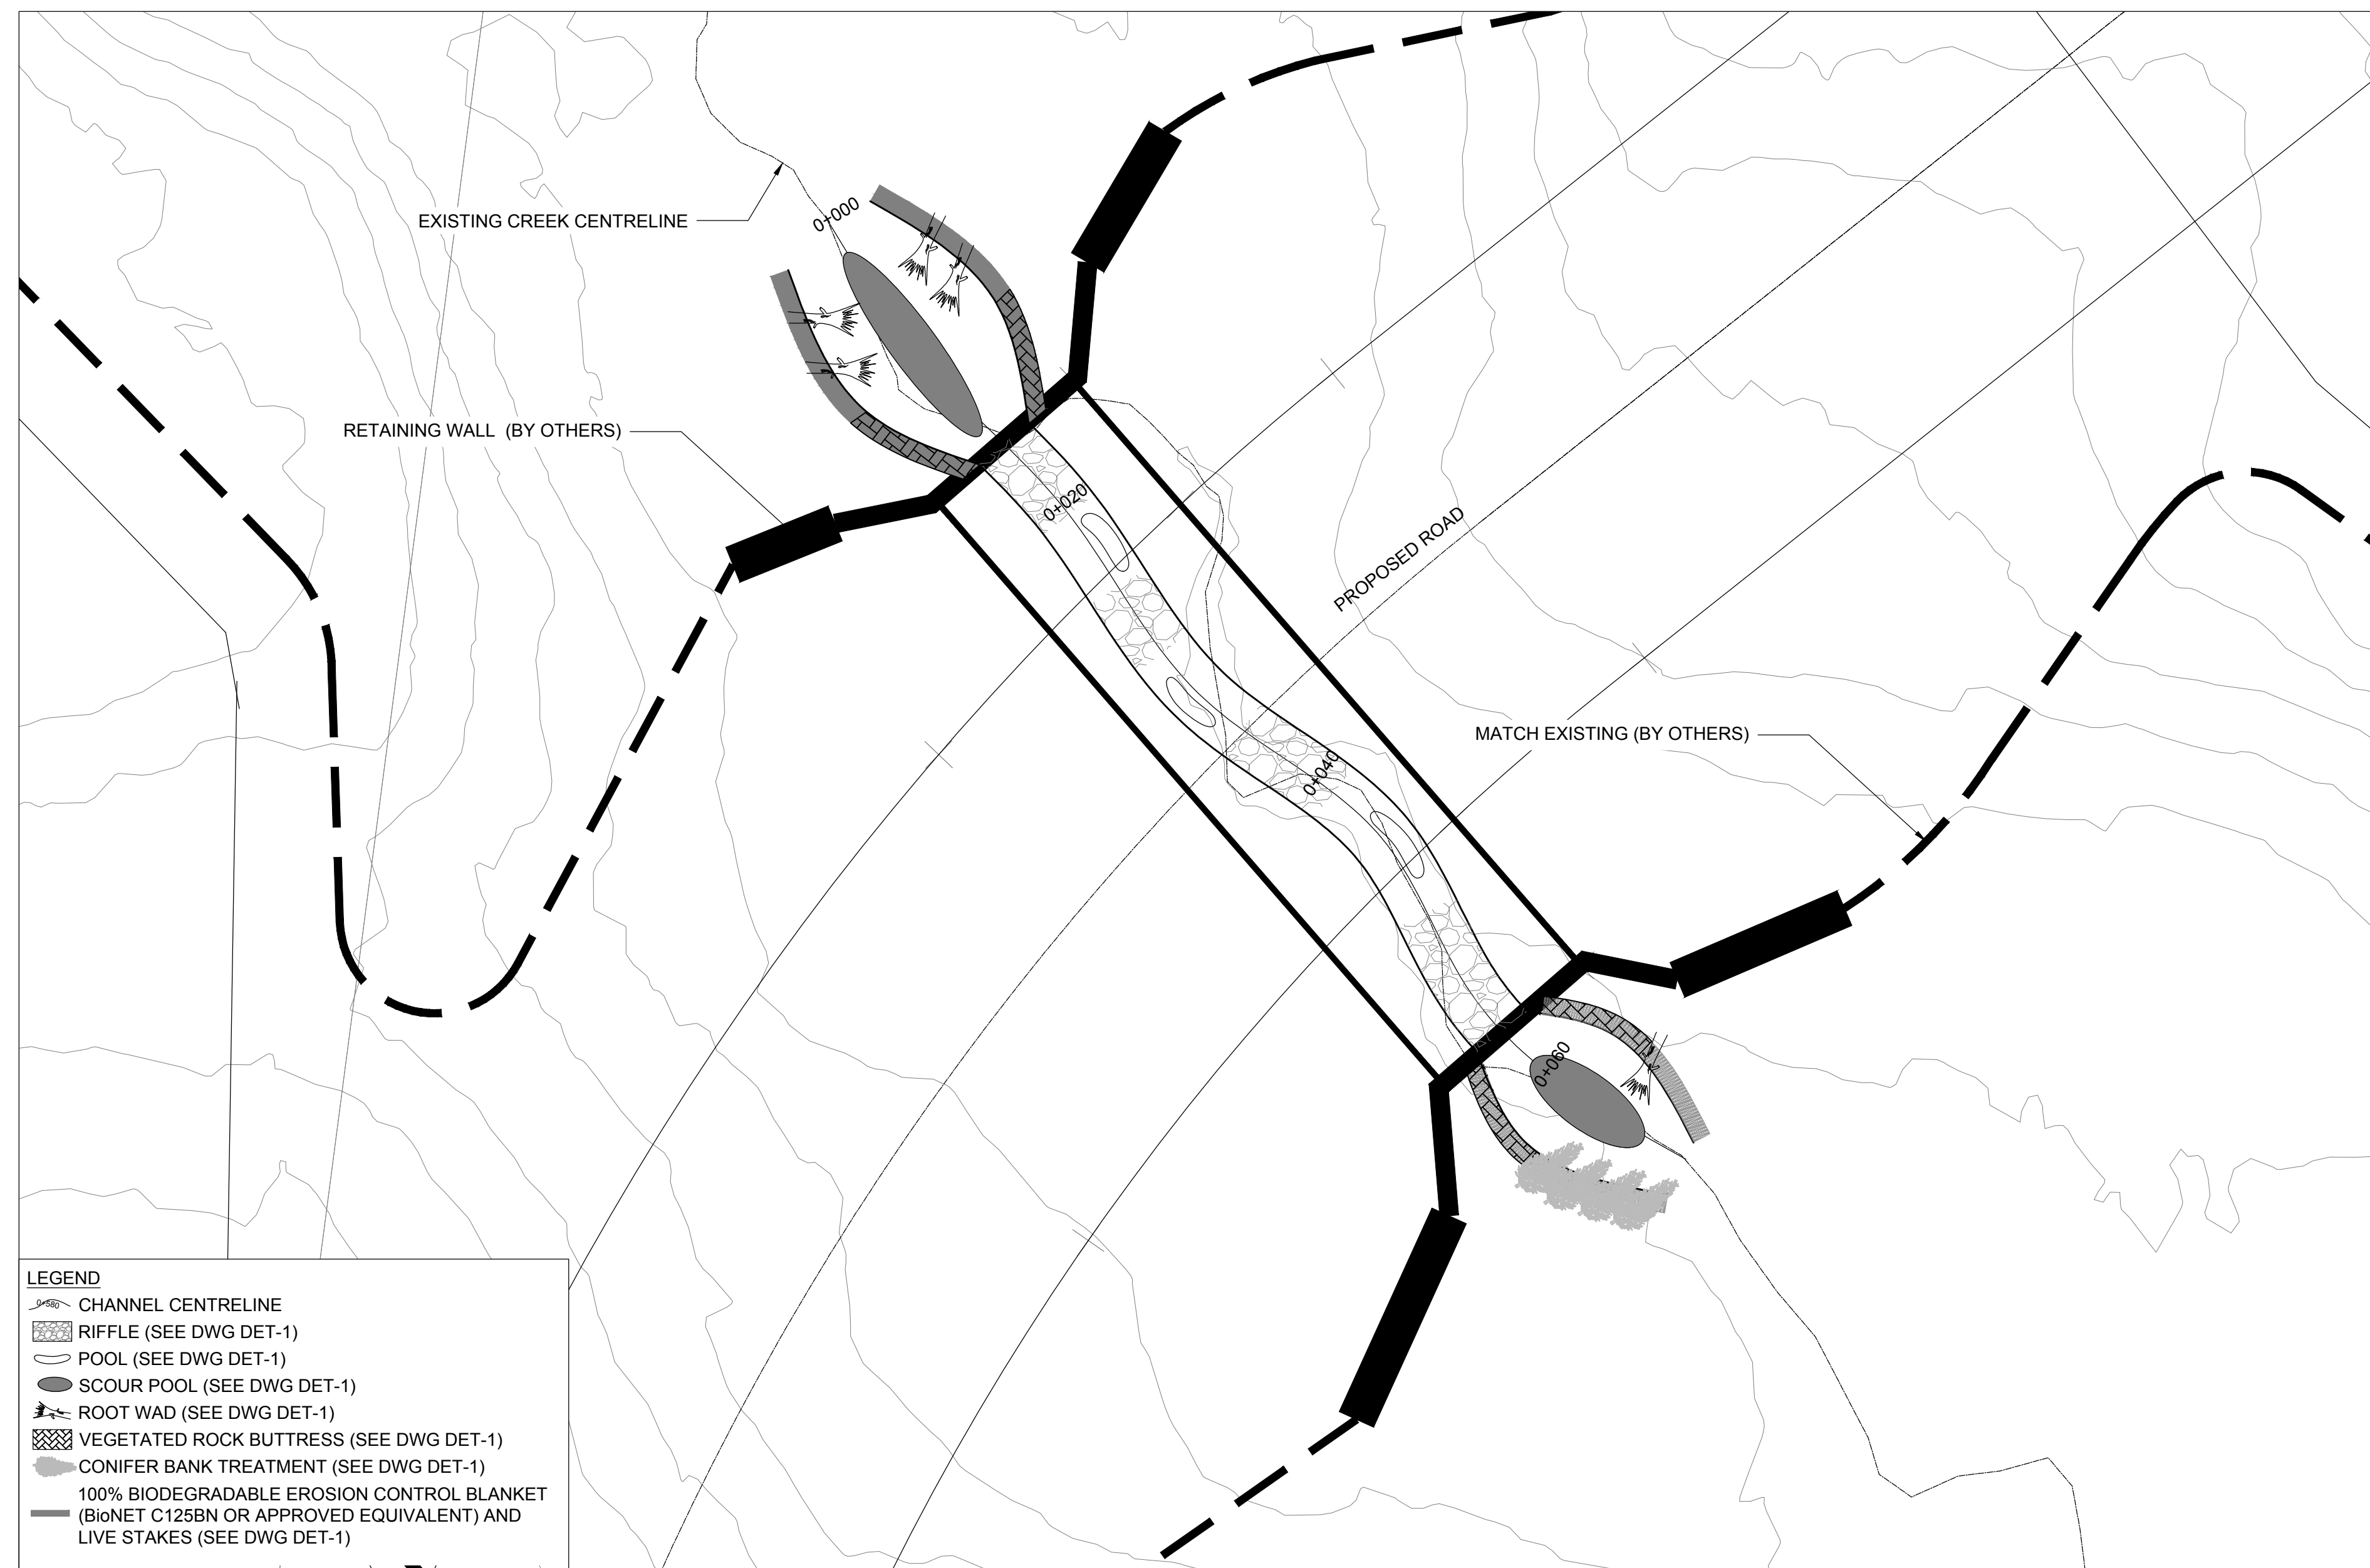 0+000
EXISTING CREEK CENTRELINE
RETAINING WALL (BY OTHERS)
0+020
PROPOSED ROAD
MATCH EXISTING (BY OTHERS)
0+040
0+060
LEGEND
0+580 CHANNEL CENTRELINE
RIFFLE (SEE DWG DET-1)
POOL (SEE DWG DET-1)
SCOUR POOL (SEE DWG DET-1)
ROOT WAD (SEE DWG DET-1)
VEGETATED ROCK BUTTRESS (SEE DWG DET-1)
CONIFER BANK TREATMENT (SEE DWG DET-1)
100% BIODEGRADABLE EROSION CONTROL BLANKET
(BioNET C125BN OR APPROVED EQUIVALENT) AND
LIVE STAKES (SEE DWG DET-1)